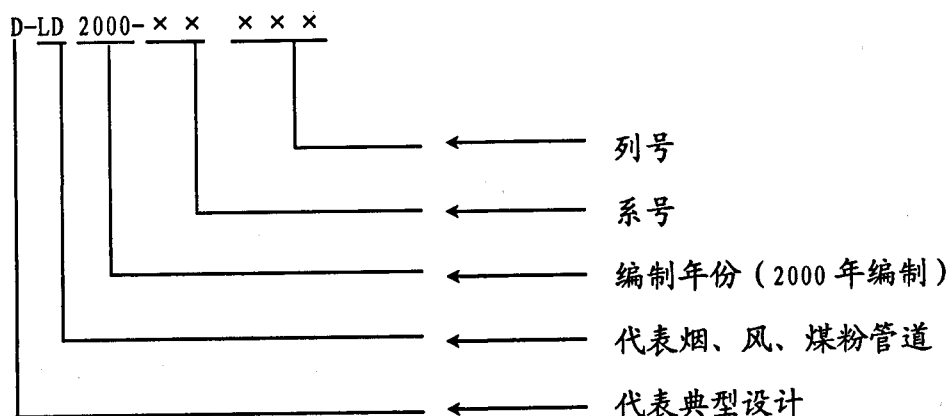 D-LD 2000-×× ×××
列号
系号
编制年份（2000年编制）
代表烟、风、煤粉管道
代表典型设计